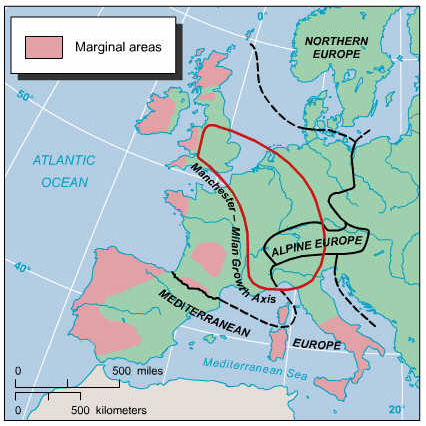 Marginal areas
0°
NORTHERN
EUROPE
50°
ATLANTIC
OCEAN
Manchester – Milan Growth Axis
ALPINE EUROPE
40°
MEDITERRANEAN
EUROPE
Mediterranean Sea
0 500 miles
0 500 kilometers
20°